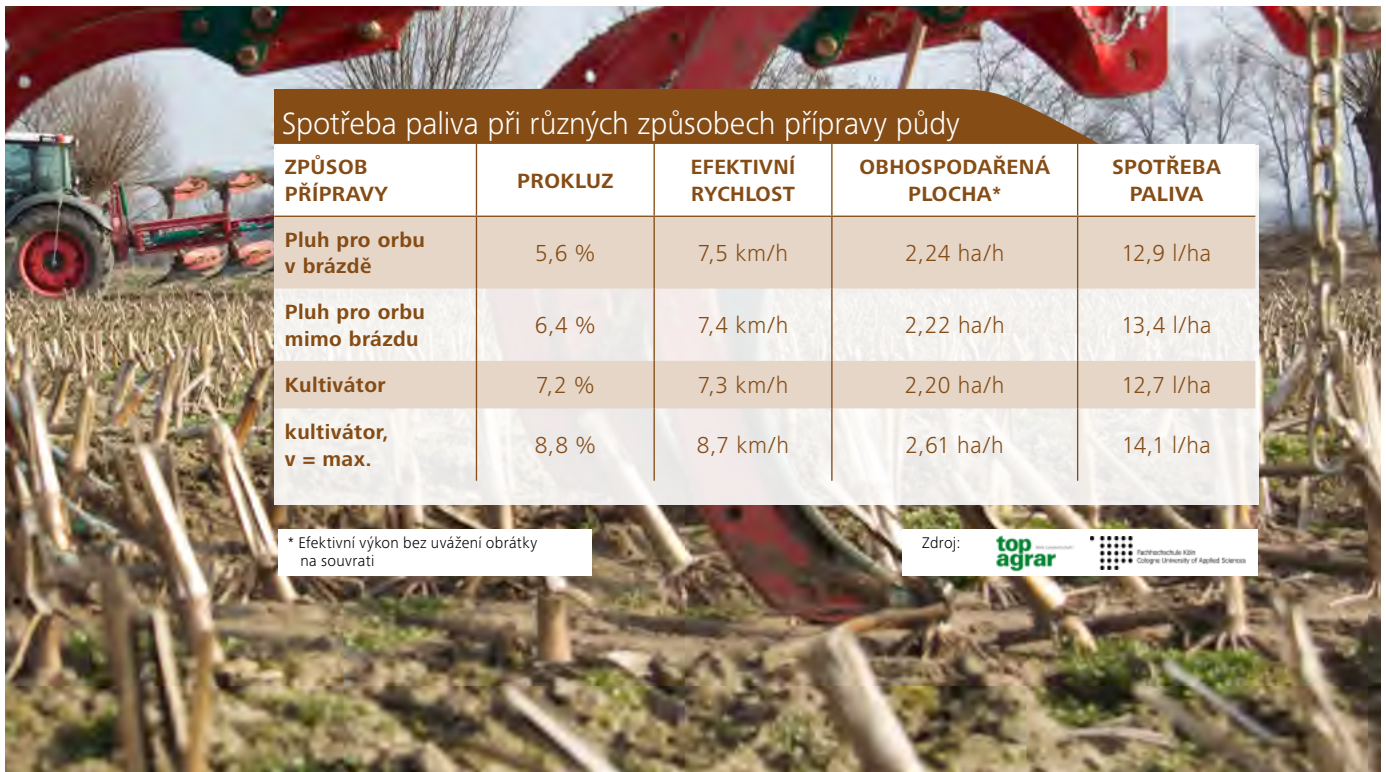 Spotřeba paliva při různých způsobech přípravy půdy
ZPŮSOB
PŘÍPRAVY
PROKLUZ
EFEKTIVNÍ
RYCHLOST
OBHOSPODAŘENÁ
PLOCHA*
SPOTŘEBA
PALIVA
Pluh pro orbu
v brázdě
5,6 %
7,5 km/h
2,24 ha/h
12,9 l/ha
Pluh pro orbu
mimo brázdu
6,4 %
7,4 km/h
2,22 ha/h
13,4 l/ha
Kultivátor
7,2 %
7,3 km/h
2,20 ha/h
12,7 l/ha
kultivátor,
v = max.
8,8 %
8,7 km/h
2,61 ha/h
14,1 l/ha
* Efektivní výkon bez uvážení obrátky
na souvrati
Zdroj:
top
agrar
Fachhochschule Köln
Cologne University of Applied Sciences